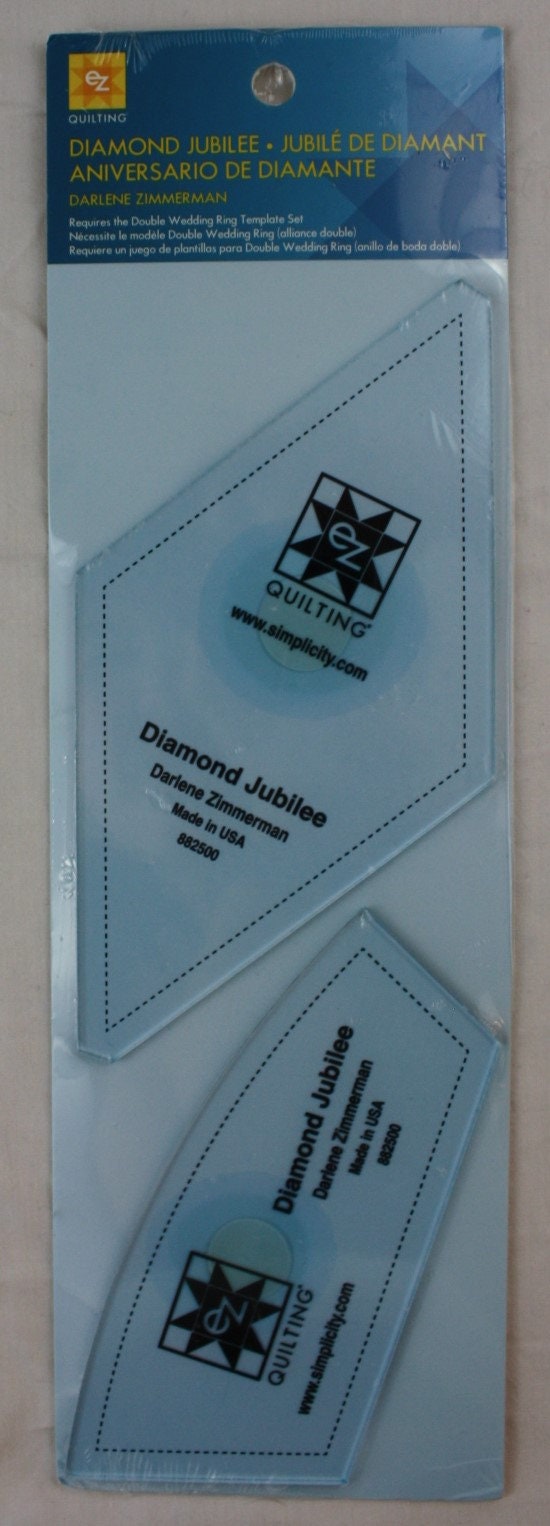 ez
QUILTING
DIAMOND JUBILEE • JUBILÉ DE DIAMANT
ANIVERSARIO DE DIAMANTE
DARLENE ZIMMERMAN
Requires the Double Wedding Ring Template Set
Nécessite le modéle Double Wedding Ring (alliance double)
Requiere un juego de plantillas para Double Wedding Ring (anillo de boda doble)
ez
QUILTING®
www.simplicity.com
Diamond Jubilee
Darlene Zimmerman
Made in USA
882500
Diamond Jubilee
Darlene Zimmerman
Made in USA
882500
ez
QUILTING®
www.simplicity.com